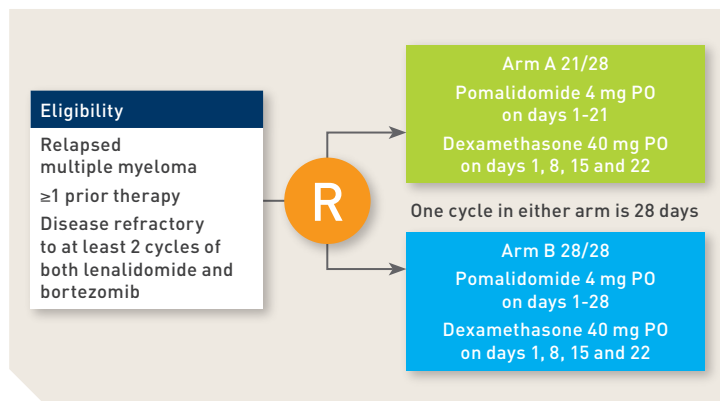 Eligibility
Relapsed
multiple myeloma
≥1 prior therapy
Disease refractory
to at least 2 cycles of
both lenalidomide and
bortezomib
R
Arm A 21/28
Pomalidomide 4 mg PO
on days 1-21
Dexamethasone 40 mg PO
on days 1, 8, 15 and 22
One cycle in either arm is 28 days
Arm B 28/28
Pomalidomide 4 mg PO
on days 1-28
Dexamethasone 40 mg PO
on days 1, 8, 15 and 22